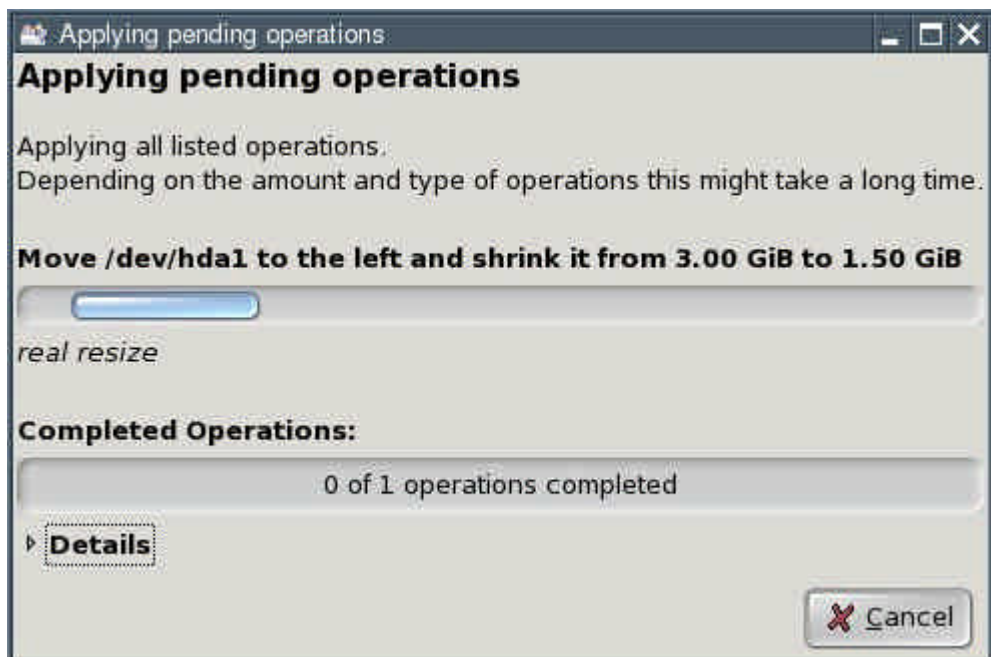 Applying pending operations
Applying pending operations
Applying all listed operations.
Depending on the amount and type of operations this might take a long time.
Move /dev/hda1 to the left and shrink it from 3.00 GiB to 1.50 GiB
real resize
Completed Operations:
0 of 1 operations completed
Details
Cancel